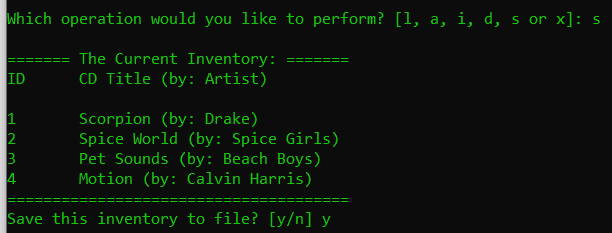 Which operation would you like to perform? [l, a, i, d, s or x]: s
======= The Current Inventory: =======
ID      CD Title (by: Artist)
1       Scorpion (by: Drake)
2       Spice World (by: Spice Girls)
3       Pet Sounds (by: Beach Boys)
4       Motion (by: Calvin Harris)
======================================
Save this inventory to file? [y/n] y